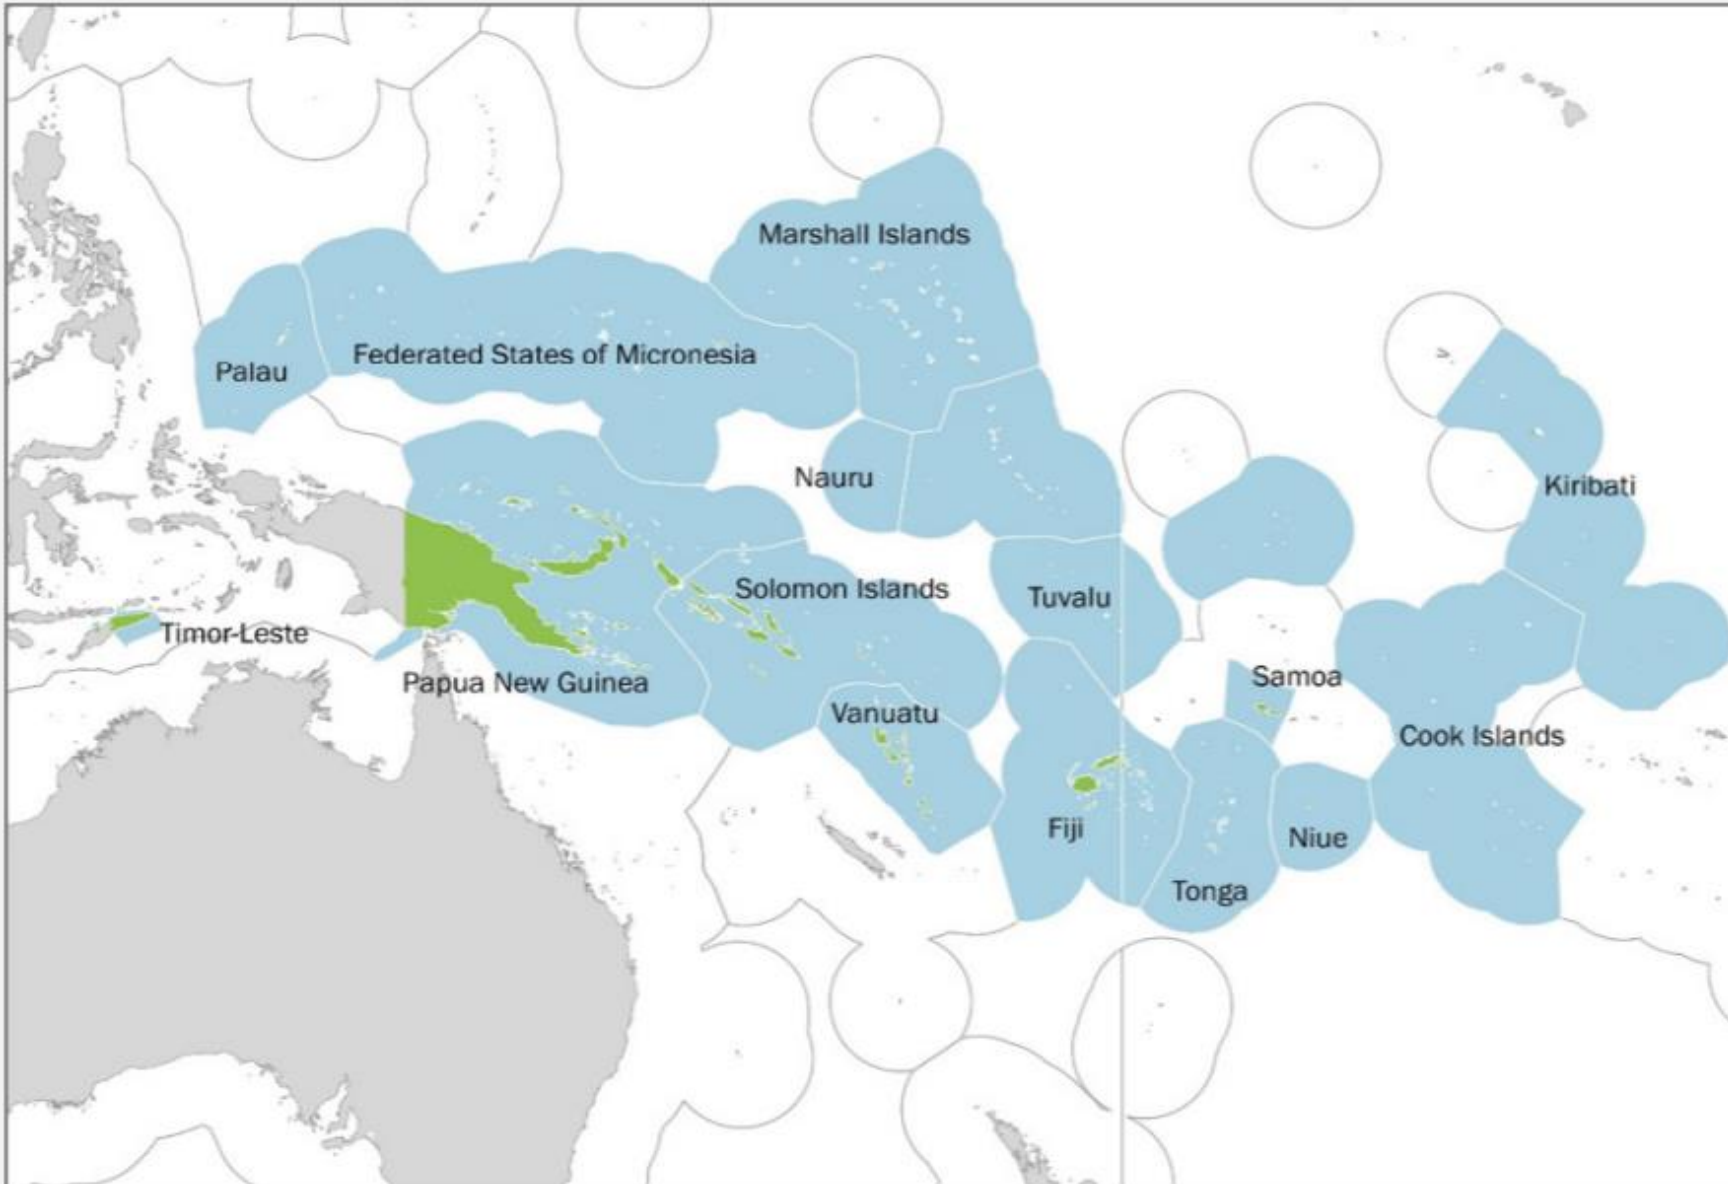 Marshall Islands
Federated States of Micronesia
Palau
Nauru
Kiribati
Solomon Islands
Tuvalu
Timor-Leste
Papua New Guinea
Samoa
Vanuatu
Cook Islands
Fiji
Niue
Tonga